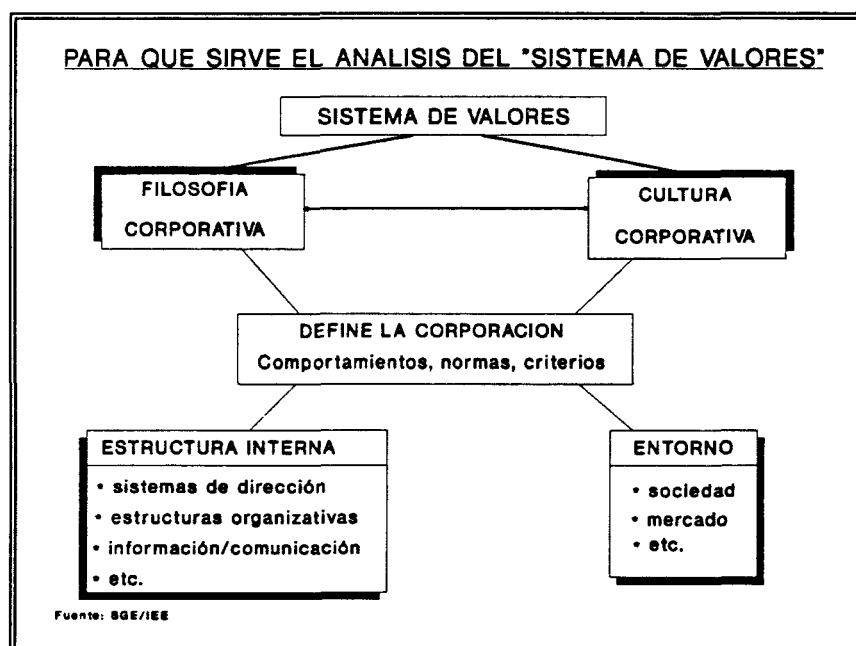 PARA QUE SIRVE EL ANALISIS DEL "SISTEMA DE VALORES"
SISTEMA DE VALORES
FILOSOFIA
CORPORATIVA
CULTURA
CORPORATIVA
DEFINE LA CORPORACION
Comportamientos, normas, criterios
ESTRUCTURA INTERNA
• sistemas de dirección
• estructuras organizativas
• información/comunicación
• etc.
ENTORNO
• sociedad
• mercado
• etc.
Fuente: SGE/IEE